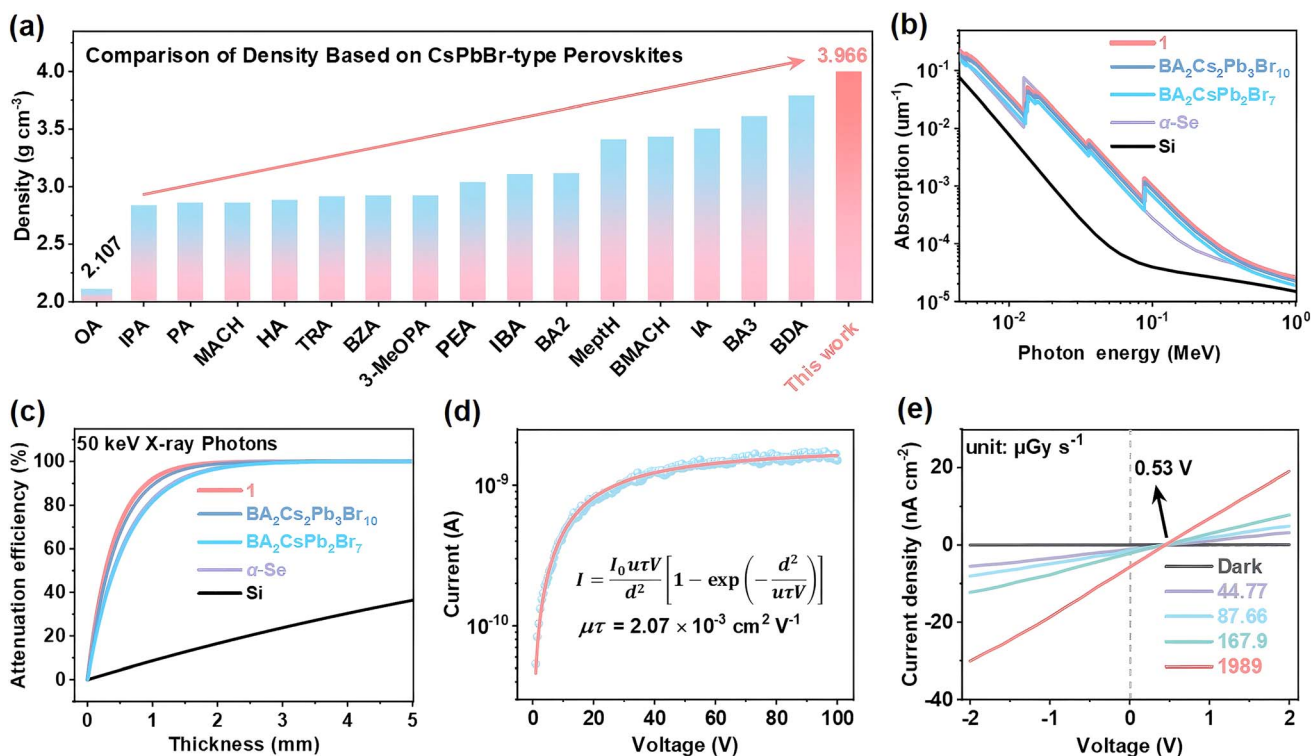 (a)
Comparison of Density Based on CsPbBr-type Perovskites
3.966
Density (g cm⁻³)
4.0
3.5
3.0
2.5
2.0
2.107
OA
IPA
PA
MACH
HA
TRA
BZA
3-MeOPA
PEA
IBA
BA2
MeptH
BMACH
IA
BA3
BDA
This work
(b)
Absorption (um⁻¹)
10⁻¹
10⁻²
10⁻³
10⁻⁴
10⁻⁵
1
BA₂Cs₂Pb₃Br₁₀
BA₂CsPb₂Br₇
α-Se
Si
10⁻² 10⁻¹ 10⁰
Photon energy (MeV)
(c)
50 keV X-ray Photons
Attenuation efficiency (%)
100
80
60
40
20
0
1
BA₂Cs₂Pb₃Br₁₀
BA₂CsPb₂Br₇
α-Se
Si
0 1 2 3 4 5
Thickness (mm)
(d)
Current (A)
10⁻⁹
10⁻¹⁰
I = I₀uτV/d² [1 − exp(−d²/uτV)]
μτ = 2.07 × 10⁻³ cm² V⁻¹
0 20 40 60 80 100
Voltage (V)
(e)
unit: μGy s⁻¹
0.53 V
Current density (nA cm⁻²)
20
0
-20
-40
Dark
44.77
87.66
167.9
1989
-2 -1 0 1 2
Voltage (V)